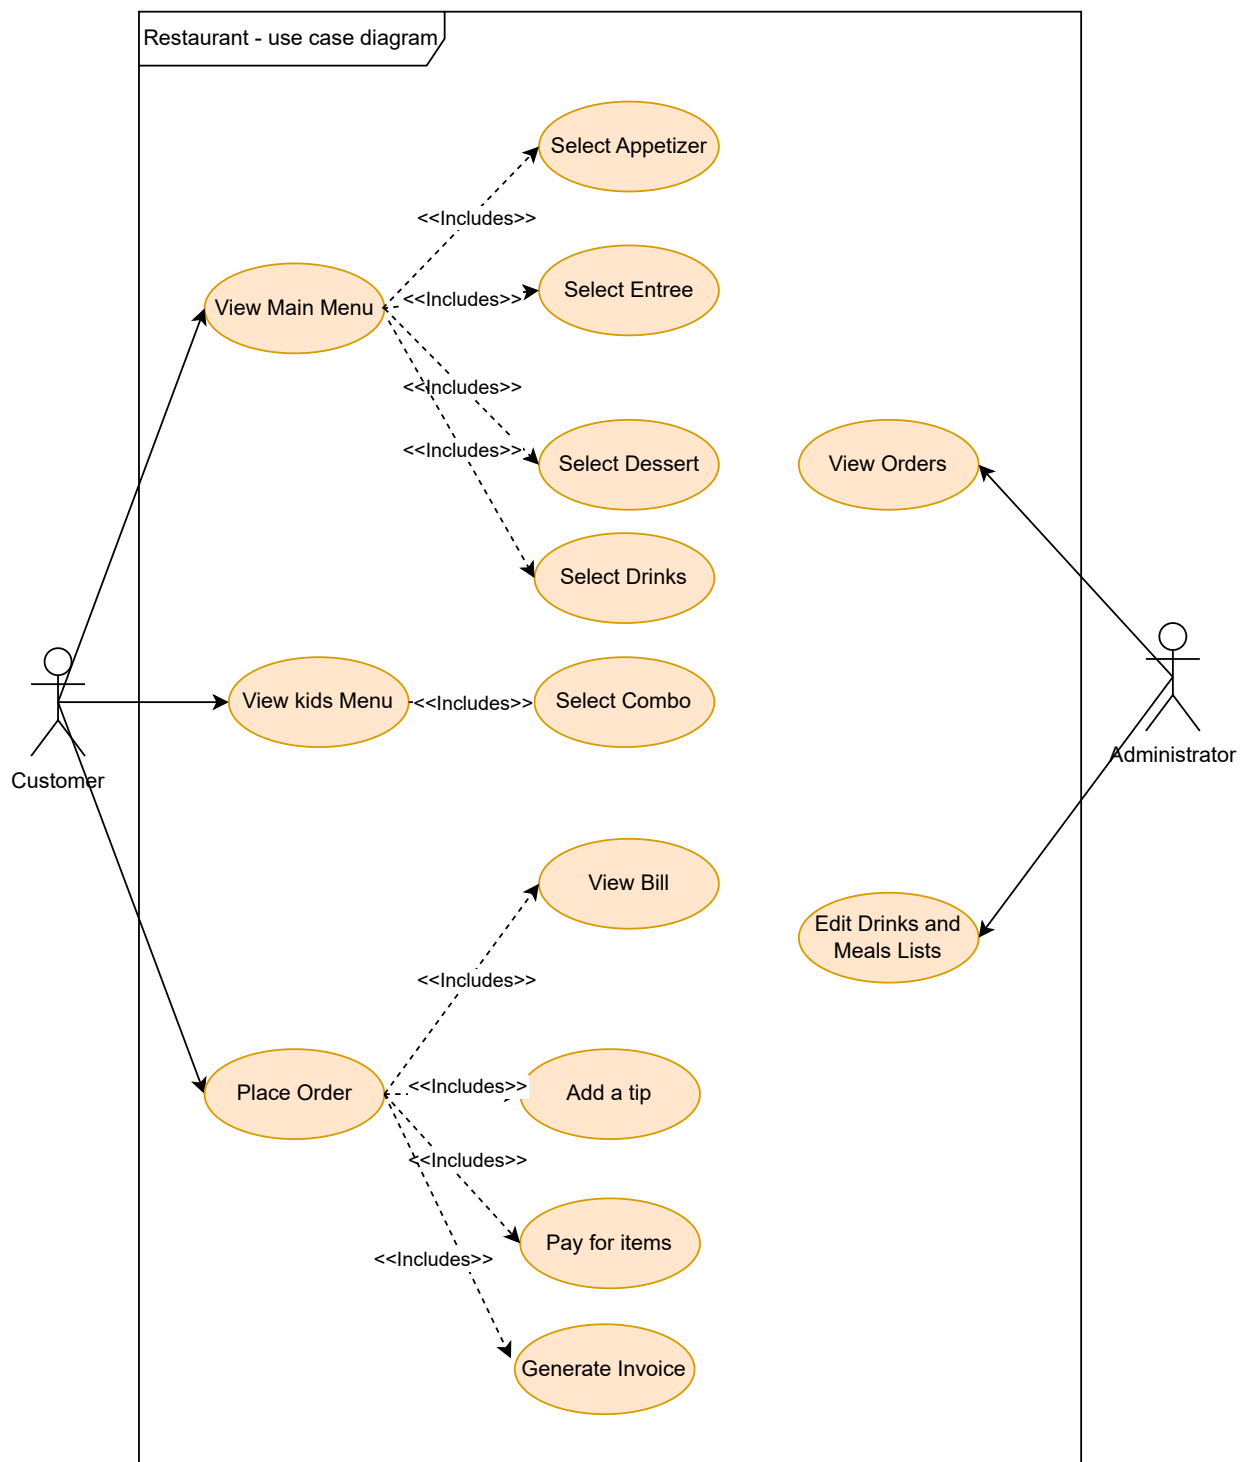 Restaurant - use case diagram
Select Appetizer
<<Includes>>
Select Entree
View Main Menu
<<Includes>>
<<Includes>>
<<Includes>>
Select Dessert
View Orders
Select Drinks
View kids Menu
<<Includes>>
Select Combo
Customer
Administrator
View Bill
Edit Drinks and
Meals Lists
<<Includes>>
Place Order
<<Includes>>
Add a tip
<<Includes>>
Pay for items
<<Includes>>
Generate Invoice